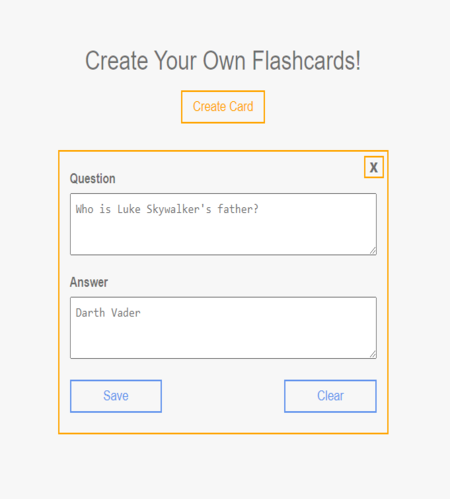 Create Your Own Flashcards!
Create Card
X
Question
Who is Luke Skywalker's father?
Answer
Darth Vader
Save
Clear